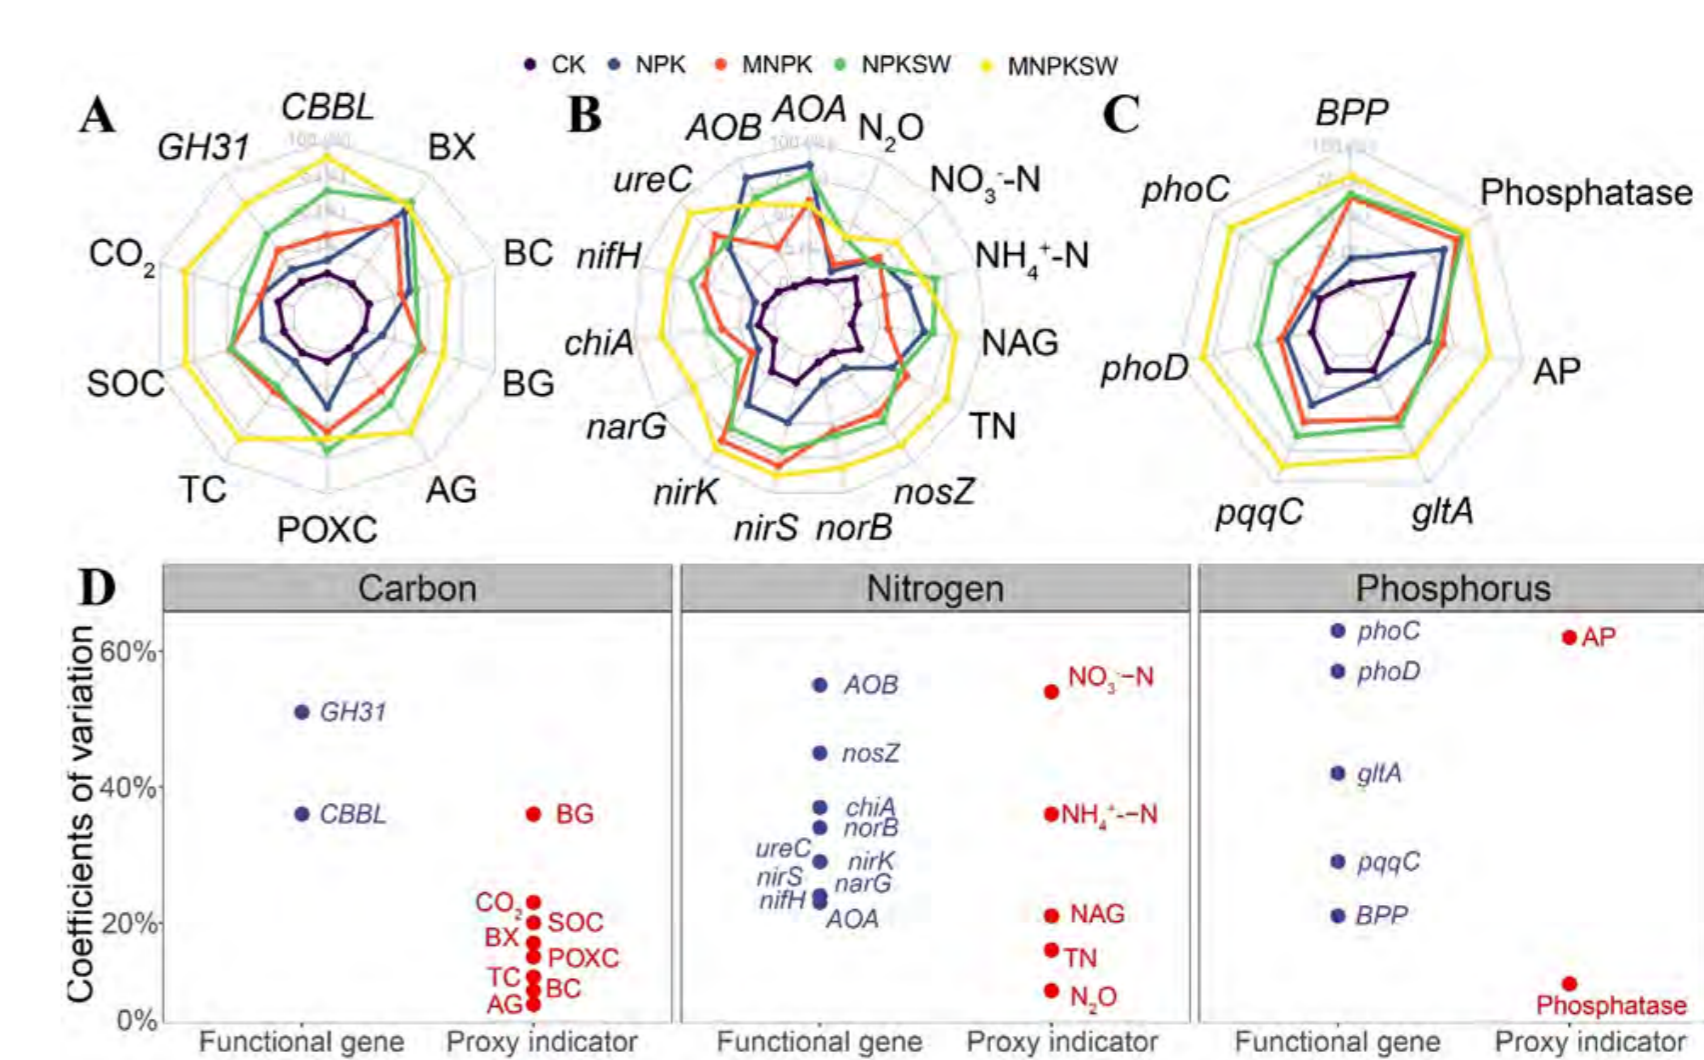 CK NPK MNPK NPKSW MNPKSW
A
CBBL
BX
BC
BG
AG
POXC
TC
SOC
CO2
GH31
B
AOA
N2O
NO3--N
NH4+-N
NAG
TN
nosZ
norB
nirS
nirK
narG
chiA
nifH
ureC
AOB
C
BPP
Phosphatase
AP
gltA
pqqC
phoD
phoC
D
Carbon Nitrogen Phosphorus
Coefficients of variation
60%
40%
20%
0%
GH31
CBBL
BG
CO2
SOC
BX
POXC
TC
BC
AG
AOB
nosZ
chiA
norB
ureC
nirK
nirS
narG
nifH
AOA
NO3-−N
NH4+-−N
NAG
TN
N2O
phoC
phoD
gltA
pqqC
BPP
AP
Phosphatase
Functional gene Proxy indicator Functional gene Proxy indicator Functional gene Proxy indicator